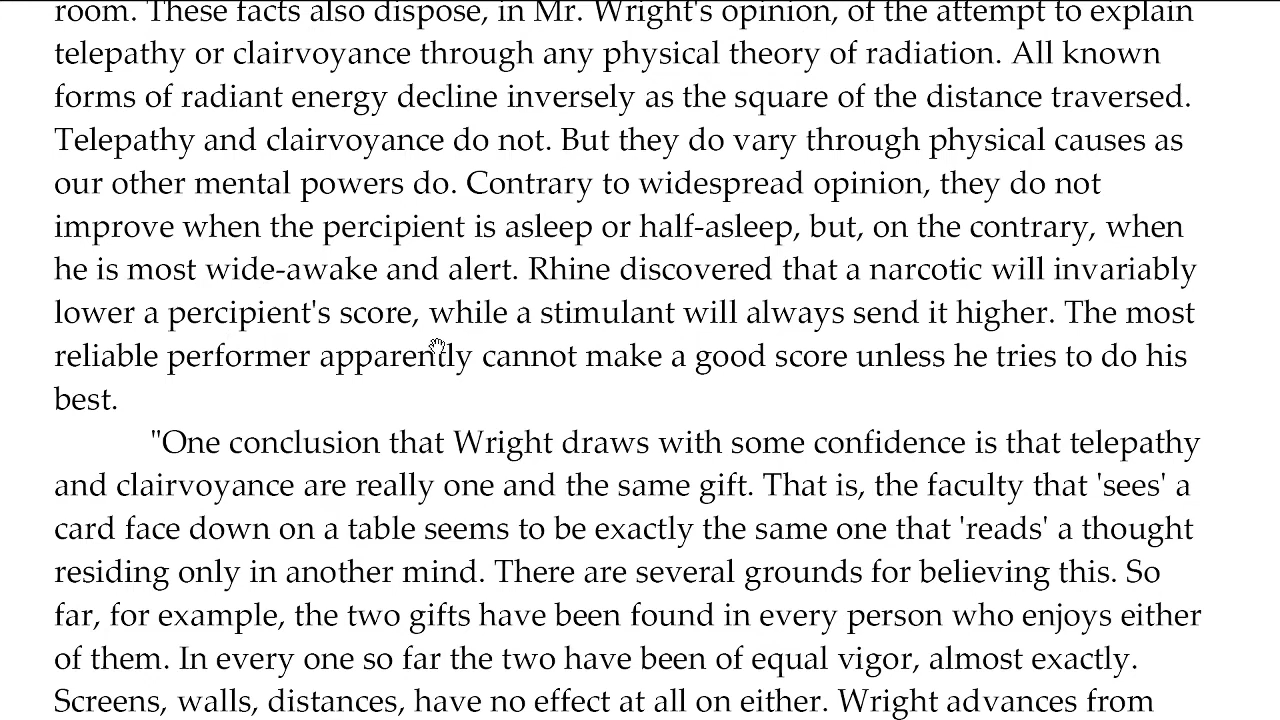 room. These facts also dispose, in Mr. Wright's opinion, of the attempt to explain
telepathy or clairvoyance through any physical theory of radiation. All known
forms of radiant energy decline inversely as the square of the distance traversed.
Telepathy and clairvoyance do not. But they do vary through physical causes as
our other mental powers do. Contrary to widespread opinion, they do not
improve when the percipient is asleep or half-asleep, but, on the contrary, when
he is most wide-awake and alert. Rhine discovered that a narcotic will invariably
lower a percipient's score, while a stimulant will always send it higher. The most
reliable performer apparently cannot make a good score unless he tries to do his
best.
"One conclusion that Wright draws with some confidence is that telepathy
and clairvoyance are really one and the same gift. That is, the faculty that 'sees' a
card face down on a table seems to be exactly the same one that 'reads' a thought
residing only in another mind. There are several grounds for believing this. So
far, for example, the two gifts have been found in every person who enjoys either
of them. In every one so far the two have been of equal vigor, almost exactly.
Screens, walls, distances, have no effect at all on either. Wright advances from